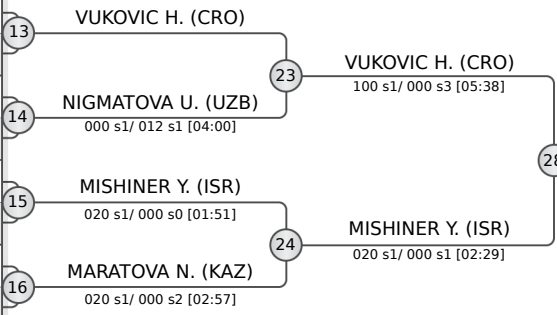 VUKOVIC H. (CRO)
13
23
VUKOVIC H. (CRO)
100 s1/ 000 s3 [05:38]
NIGMATOVA U. (UZB)
14
000 s1/ 012 s1 [04:00]
28
MISHINER Y. (ISR)
15
020 s1/ 000 s0 [01:51]
24
MISHINER Y. (ISR)
020 s1/ 000 s1 [02:29]
MARATOVA N. (KAZ)
16
020 s1/ 000 s2 [02:57]